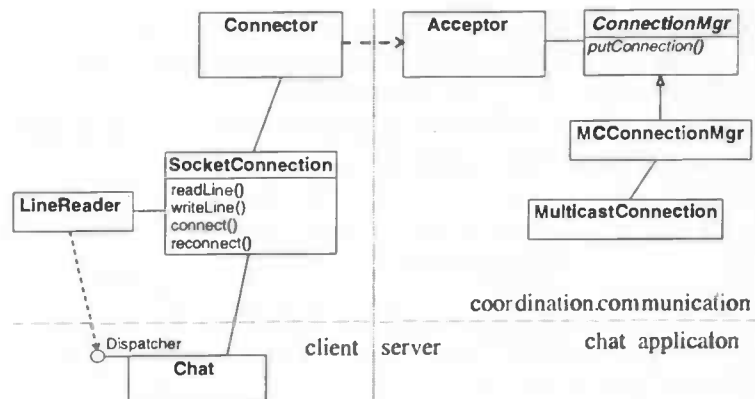 Connector
Acceptor
ConnectionMgr
putConnection()
MCConnectionMgr
SocketConnection
readLine()
writeLine()
connect()
reconnect()
LineReader
MulticastConnection
coordination.communication
Dispatcher
client
server
chat applicaton
Chat